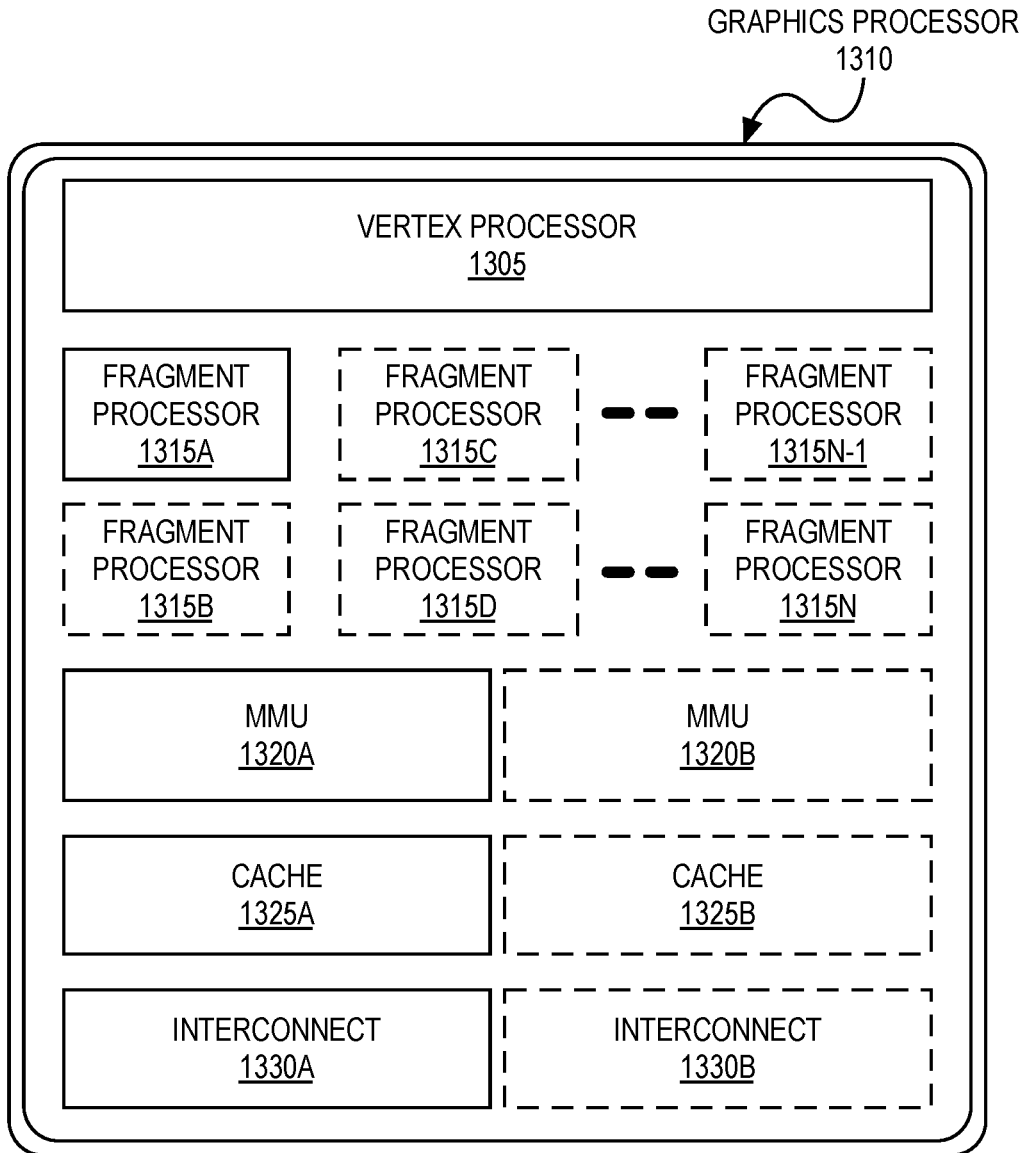 GRAPHICS PROCESSOR
1310
VERTEX PROCESSOR
1305
FRAGMENT
PROCESSOR
1315A
FRAGMENT
PROCESSOR
1315C
FRAGMENT
PROCESSOR
1315N-1
FRAGMENT
PROCESSOR
1315B
FRAGMENT
PROCESSOR
1315D
FRAGMENT
PROCESSOR
1315N
MMU
1320A
MMU
1320B
CACHE
1325A
CACHE
1325B
INTERCONNECT
1330A
INTERCONNECT
1330B